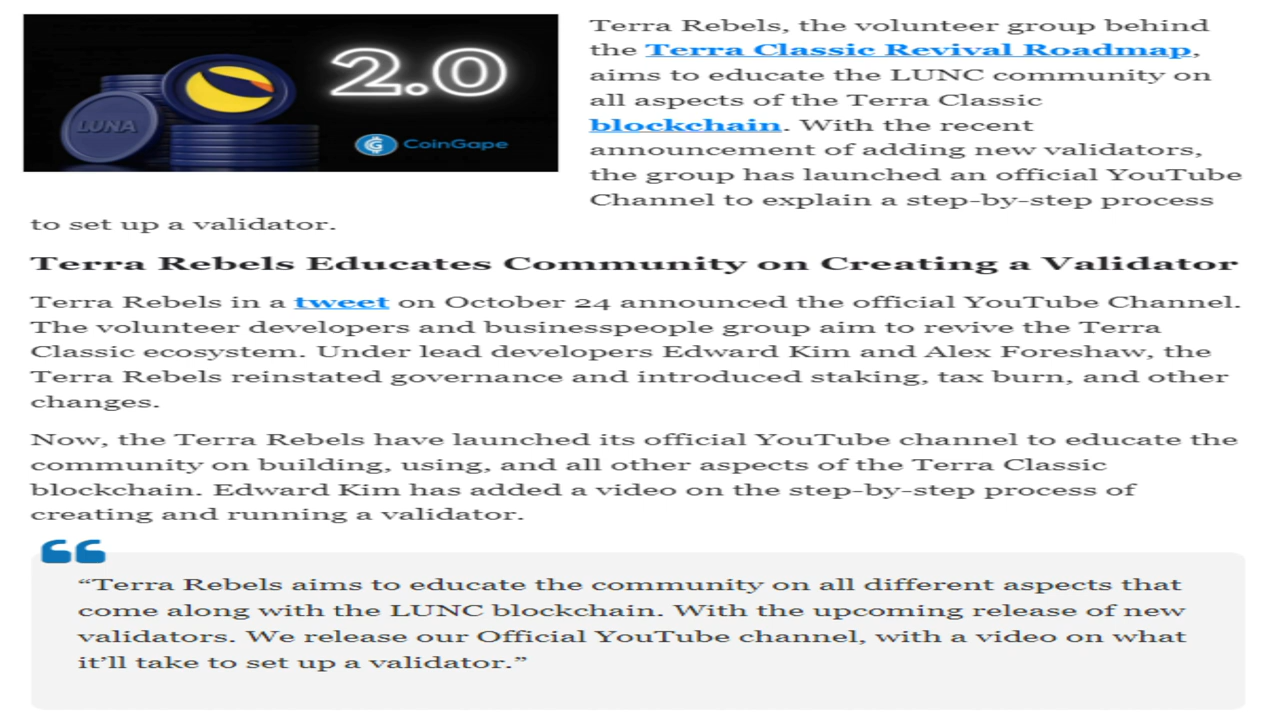 LUNA
2.0
CoinGape
Terra Rebels, the volunteer group behind
the Terra Classic Revival Roadmap,
aims to educate the LUNC community on
all aspects of the Terra Classic
blockchain. With the recent
announcement of adding new validators,
the group has launched an official YouTube
Channel to explain a step-by-step process
to set up a validator.
Terra Rebels Educates Community on Creating a Validator
Terra Rebels in a tweet on October 24 announced the official YouTube Channel.
The volunteer developers and businesspeople group aim to revive the Terra
Classic ecosystem. Under lead developers Edward Kim and Alex Foreshaw, the
Terra Rebels reinstated governance and introduced staking, tax burn, and other
changes.
Now, the Terra Rebels have launched its official YouTube channel to educate the
community on building, using, and all other aspects of the Terra Classic
blockchain. Edward Kim has added a video on the step-by-step process of
creating and running a validator.
“Terra Rebels aims to educate the community on all different aspects that
come along with the LUNC blockchain. With the upcoming release of new
validators. We release our Official YouTube channel, with a video on what
it’ll take to set up a validator.”